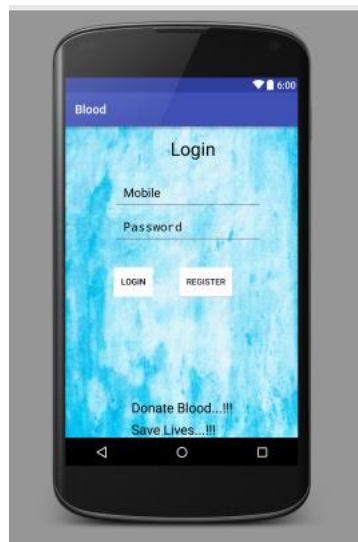 6:00
Blood
Login
Mobile
Password
LOGIN REGISTER
Donate Blood...!!!
Save Lives...!!!